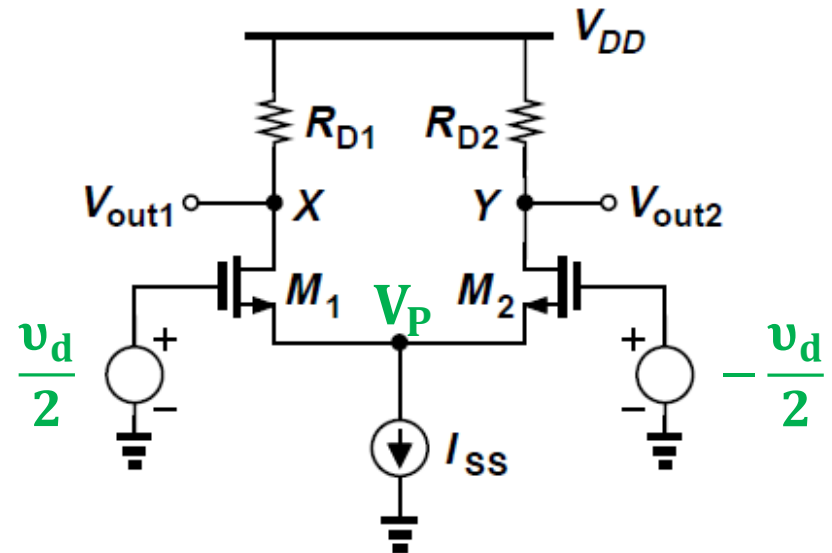 V_DD
R_D1 R_D2
V_out1 X Y V_out2
M_1 V_P M_2
υ_d/2 + + − υ_d/2
− −
I_SS